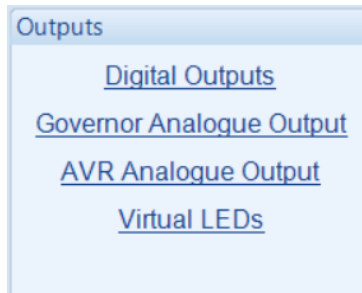 Outputs
Digital Outputs
Governor Analogue Output
AVR Analogue Output
Virtual LEDs